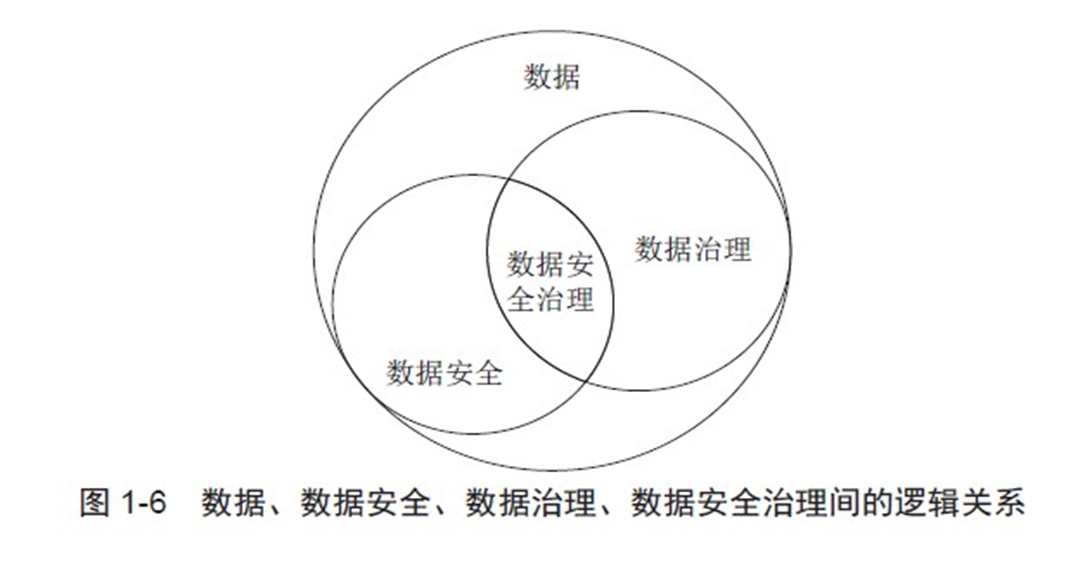 数据
数据治理
数据安
全治理
数据安全
图 1-6 数据、数据安全、数据治理、数据安全治理间的逻辑关系